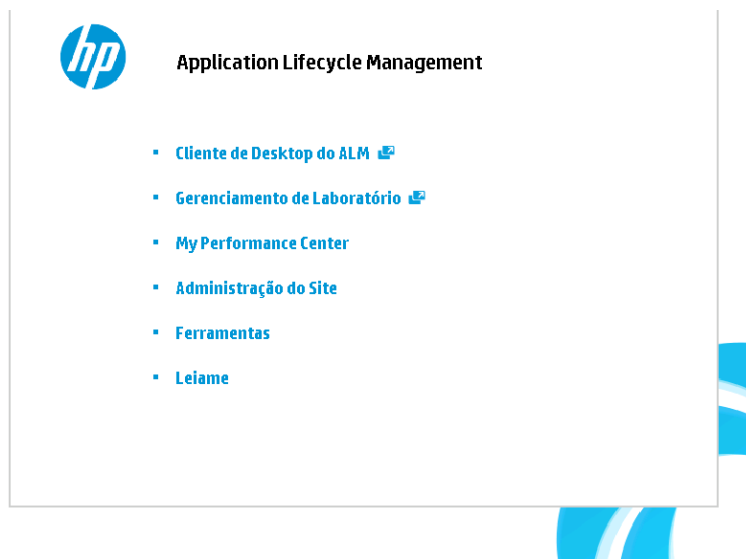 hp
Application Lifecycle Management
Cliente de Desktop do ALM
Gerenciamento de Laboratório
My Performance Center
Administração do Site
Ferramentas
Leiame